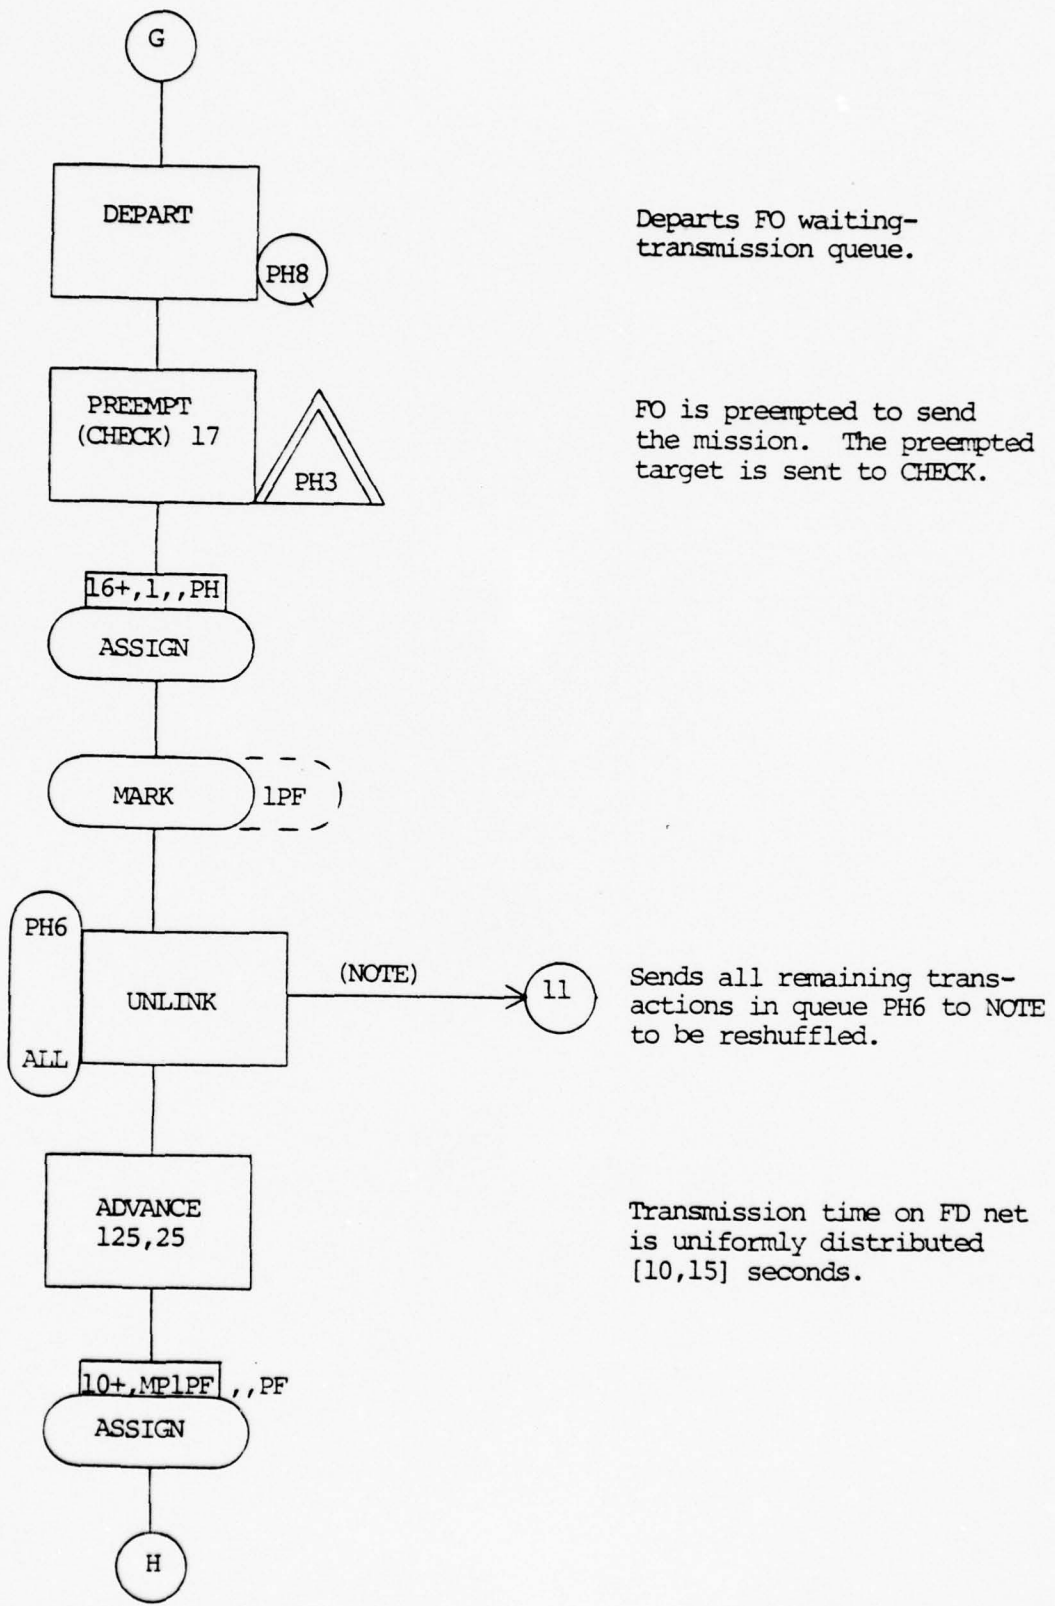 G
DEPART
PH8
Departs FO waiting-
transmission queue.
PREEMPT
(CHECK) 17
PH3
FO is preempted to send
the mission. The preempted
target is sent to CHECK.
16+,1,,PH
ASSIGN
MARK
1PF
PH6
ALL
UNLINK
(NOTE)
11
Sends all remaining trans-
actions in queue PH6 to NOTE
to be reshuffled.
ADVANCE
125,25
Transmission time on FD net
is uniformly distributed
[10,15] seconds.
10+,MP1PF,,PF
ASSIGN
H